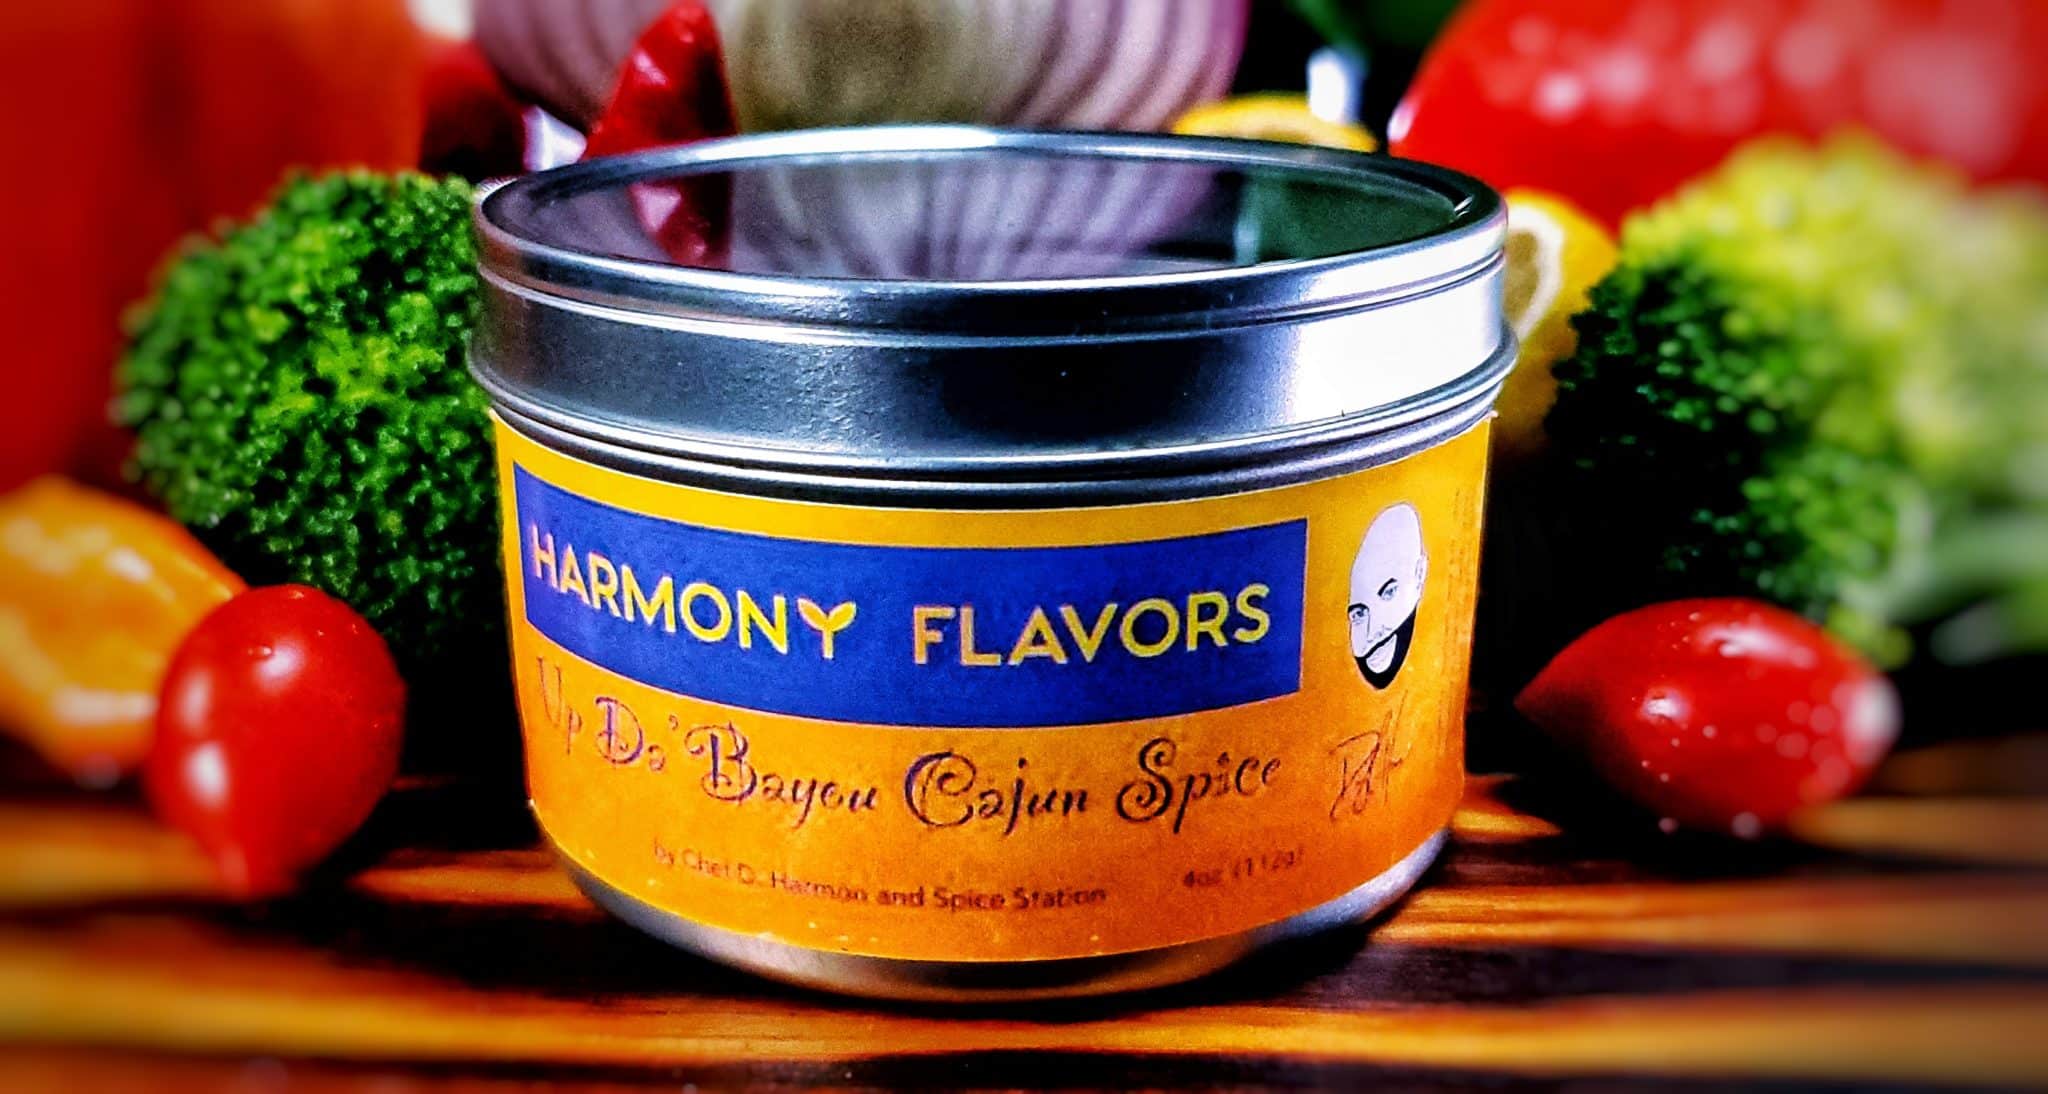 HARMONY FLAVORS
Up Da' Bayou Cajun Spice
by Chef D. Harmon and Spice Station 4oz (112g)